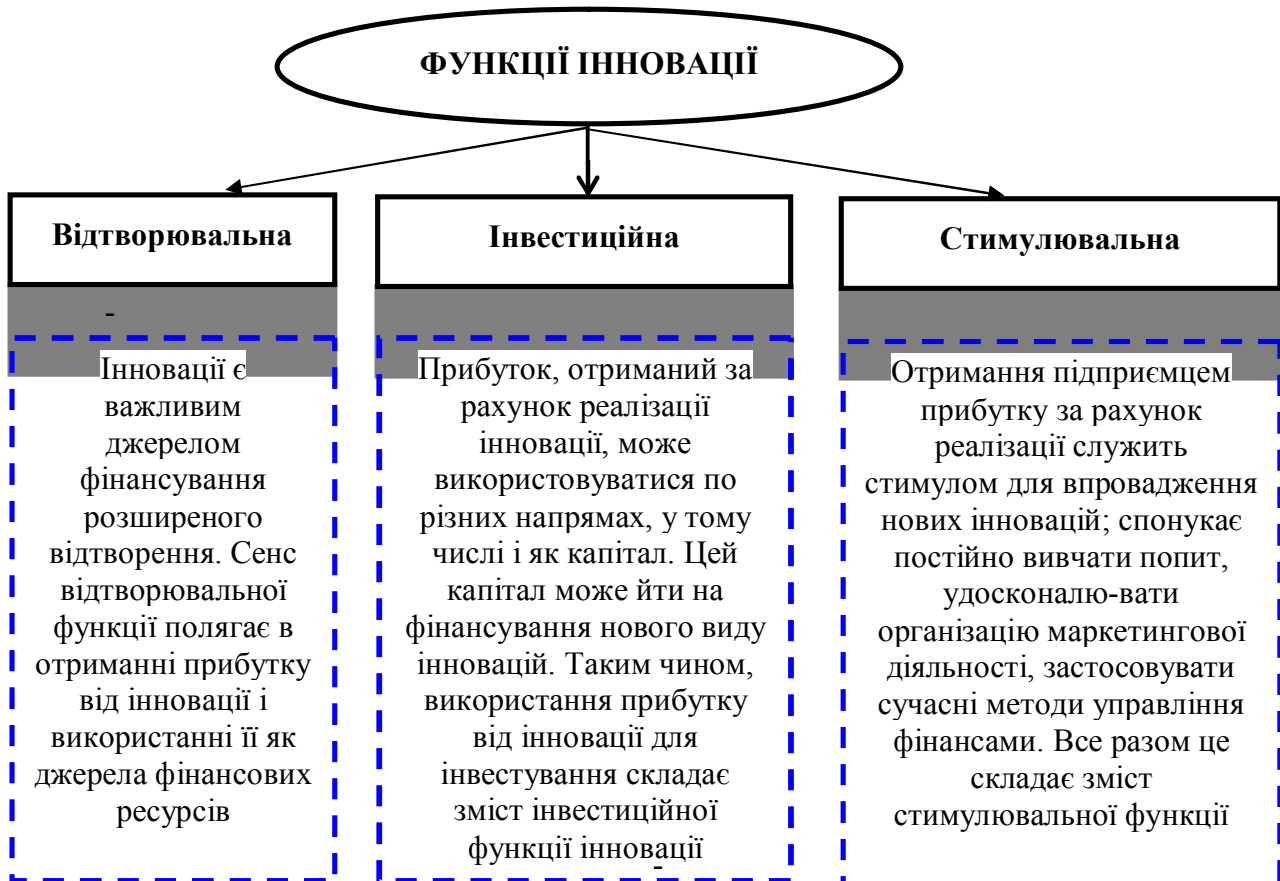 ФУНКЦІЇ ІННОВАЦІЇ
Відтворювальна
-
Інновації є
важливим
джерелом
фінансування
розширеного
відтворення. Сенс
відтворювальної
функції полягає в
отриманні прибутку
від інновації і
використанні її як
джерела фінансових
ресурсів
Інвестиційна
Прибуток, отриманий за
рахунок реалізації
інновації, може
використовуватися по
різних напрямах, у тому
числі і як капітал. Цей
капітал може йти на
фінансування нового виду
інновацій. Таким чином,
використання прибутку
від інновації для
інвестування складає
зміст інвестиційної
функції інновації
-
Стимулювальна
Отримання підприємцем
прибутку за рахунок
реалізації служить
стимулом для впровадження
нових інновацій; спонукає
постійно вивчати попит,
удосконалю-вати
організацію маркетингової
діяльності, застосовувати
сучасні методи управління
фінансами. Все разом це
складає зміст
стимулювальної функції